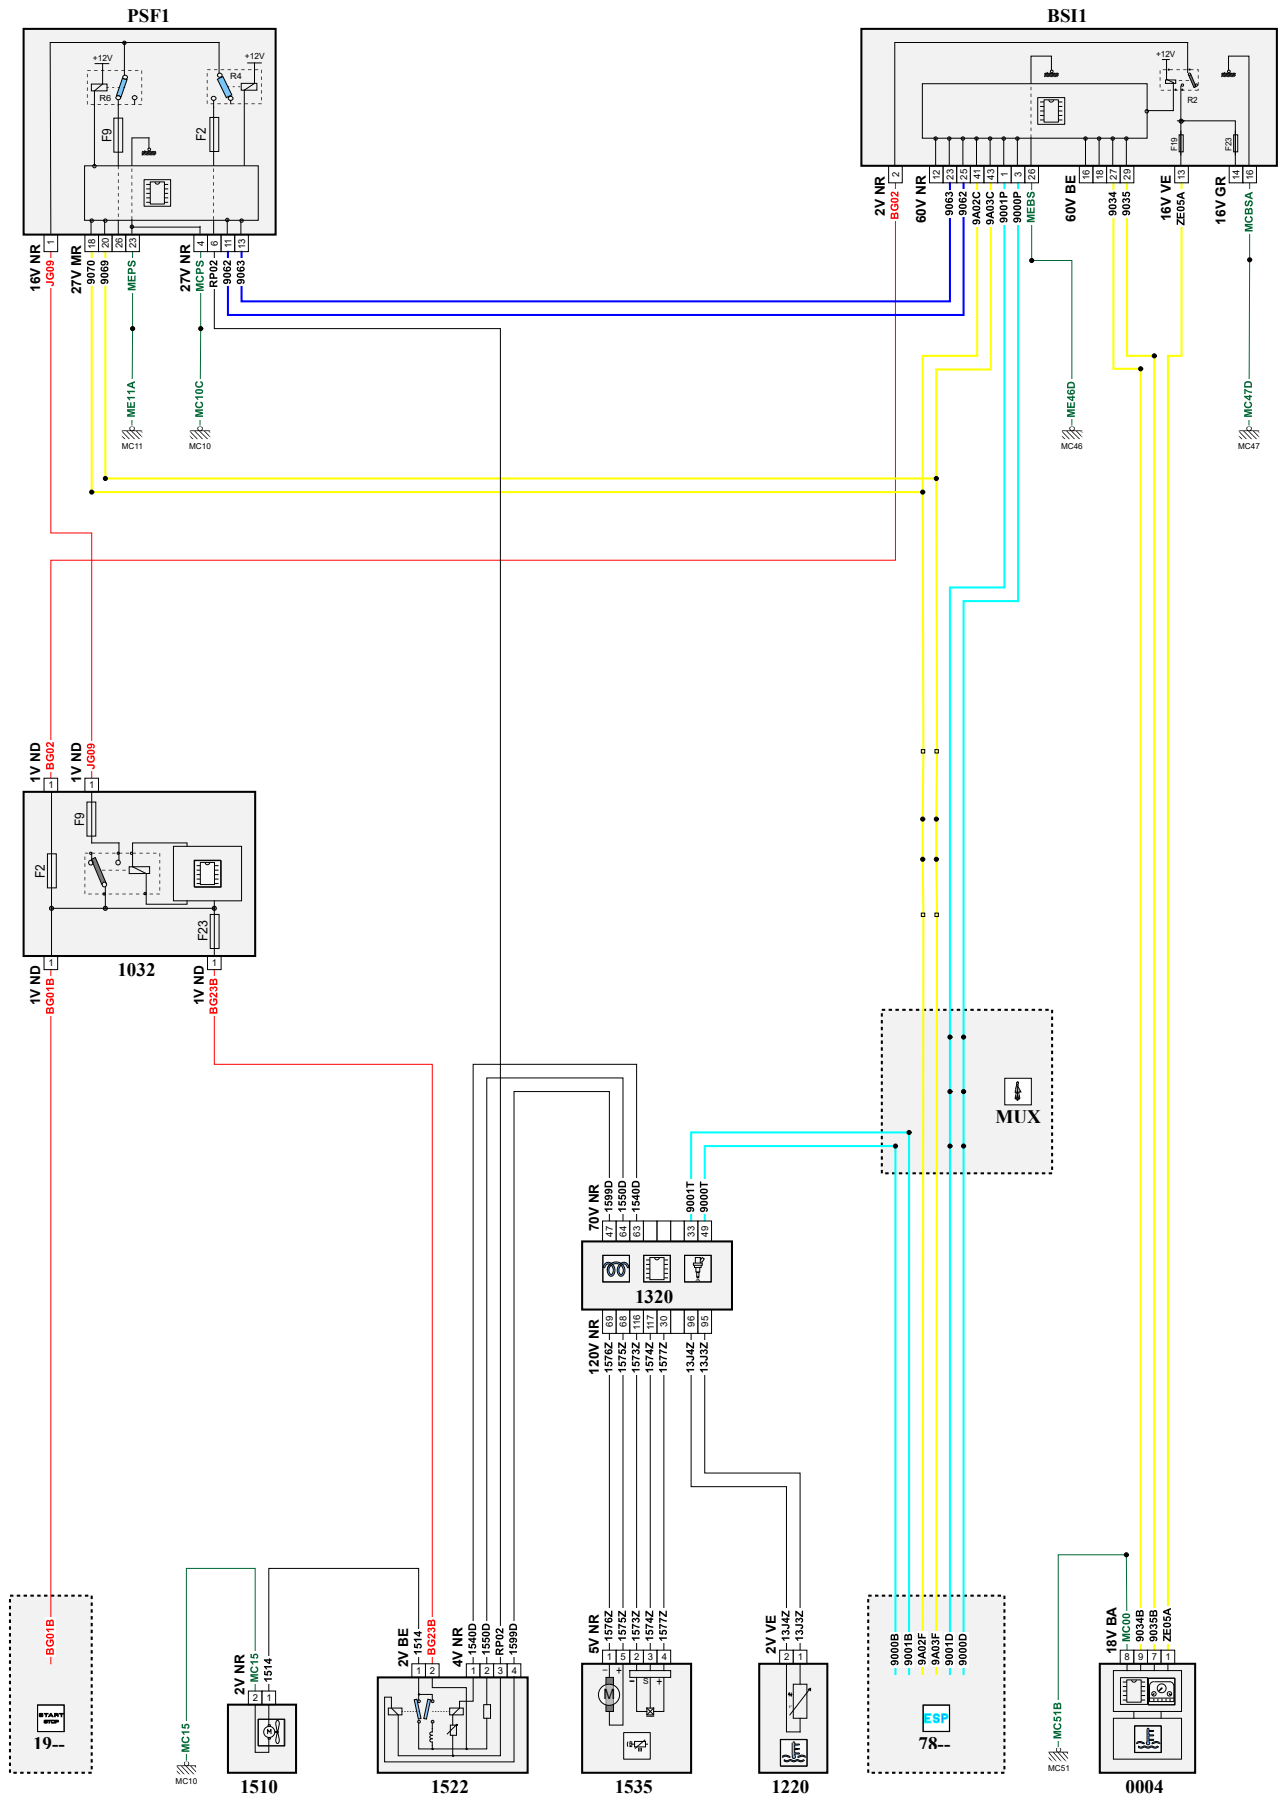 PSF1
BSI1
+12V
+12V
R6
R4
F9
F2
+12V
R2
F19
F23
1
18
20
26
23
4
6
11
13
16V NR
JG09
27V MR
9070
9069
MEPS
27V NR
MCPS
RP02
9062
9063
2
12
23
25
41
43
1
3
26
16
18
27
29
13
14
16
2V NR
BG02
60V NR
9063
9062
9A02C
9A03C
9001P
9000P
MEBS
60V BE
9034
9035
16V VE
ZE05A
16V GR
MCBSA
ME11A
MC10C
ME46D
MC47D
MC11
MC10
MC46
MC47
1V ND
BG02
1V ND
JG09
1
1
F9
F2
F23
1
1
1032
1V ND
BG01B
1V ND
BG23B
MUX
70V NR
1599D
1550D
1540D
9001T
9000T
47
64
63
33
49
1320
69
68
116
117
30
96
95
120V NR
1576Z
1575Z
1573Z
1574Z
1577Z
13J4Z
13J3Z
BG01B
START
STOP
19--
MC15
MC10
2V NR
MC15
1514
2
1
M
1510
2V BE
1514
BG23B
4V NR
1540D
1550D
RP02
1599D
1
2
1
2
3
4
1522
5V NR
1576Z
1575Z
1573Z
1574Z
1577Z
1
5
2
3
4
M
- +
- S +
1535
2V VE
13J4Z
13J3Z
2
1
1220
9000B
9001B
9A02F
9A03F
9001D
9000D
ESP
78--
MC51B
MC51
18V BA
MC00
9034B
9035B
ZE05A
8
9
7
1
0004